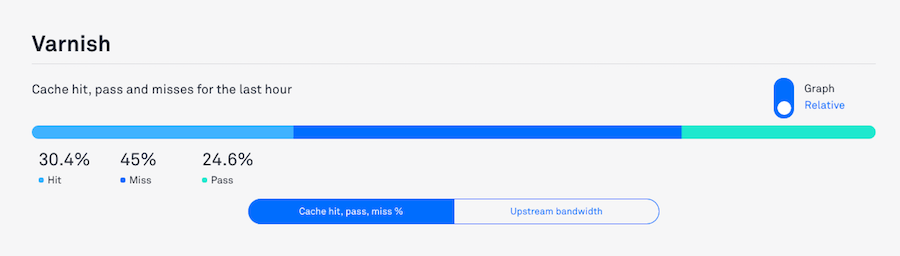 Varnish
Cache hit, pass and misses for the last hour
Graph
Relative
30.4% 45% 24.6%
Hit Miss Pass
Cache hit, pass, miss % Upstream bandwidth